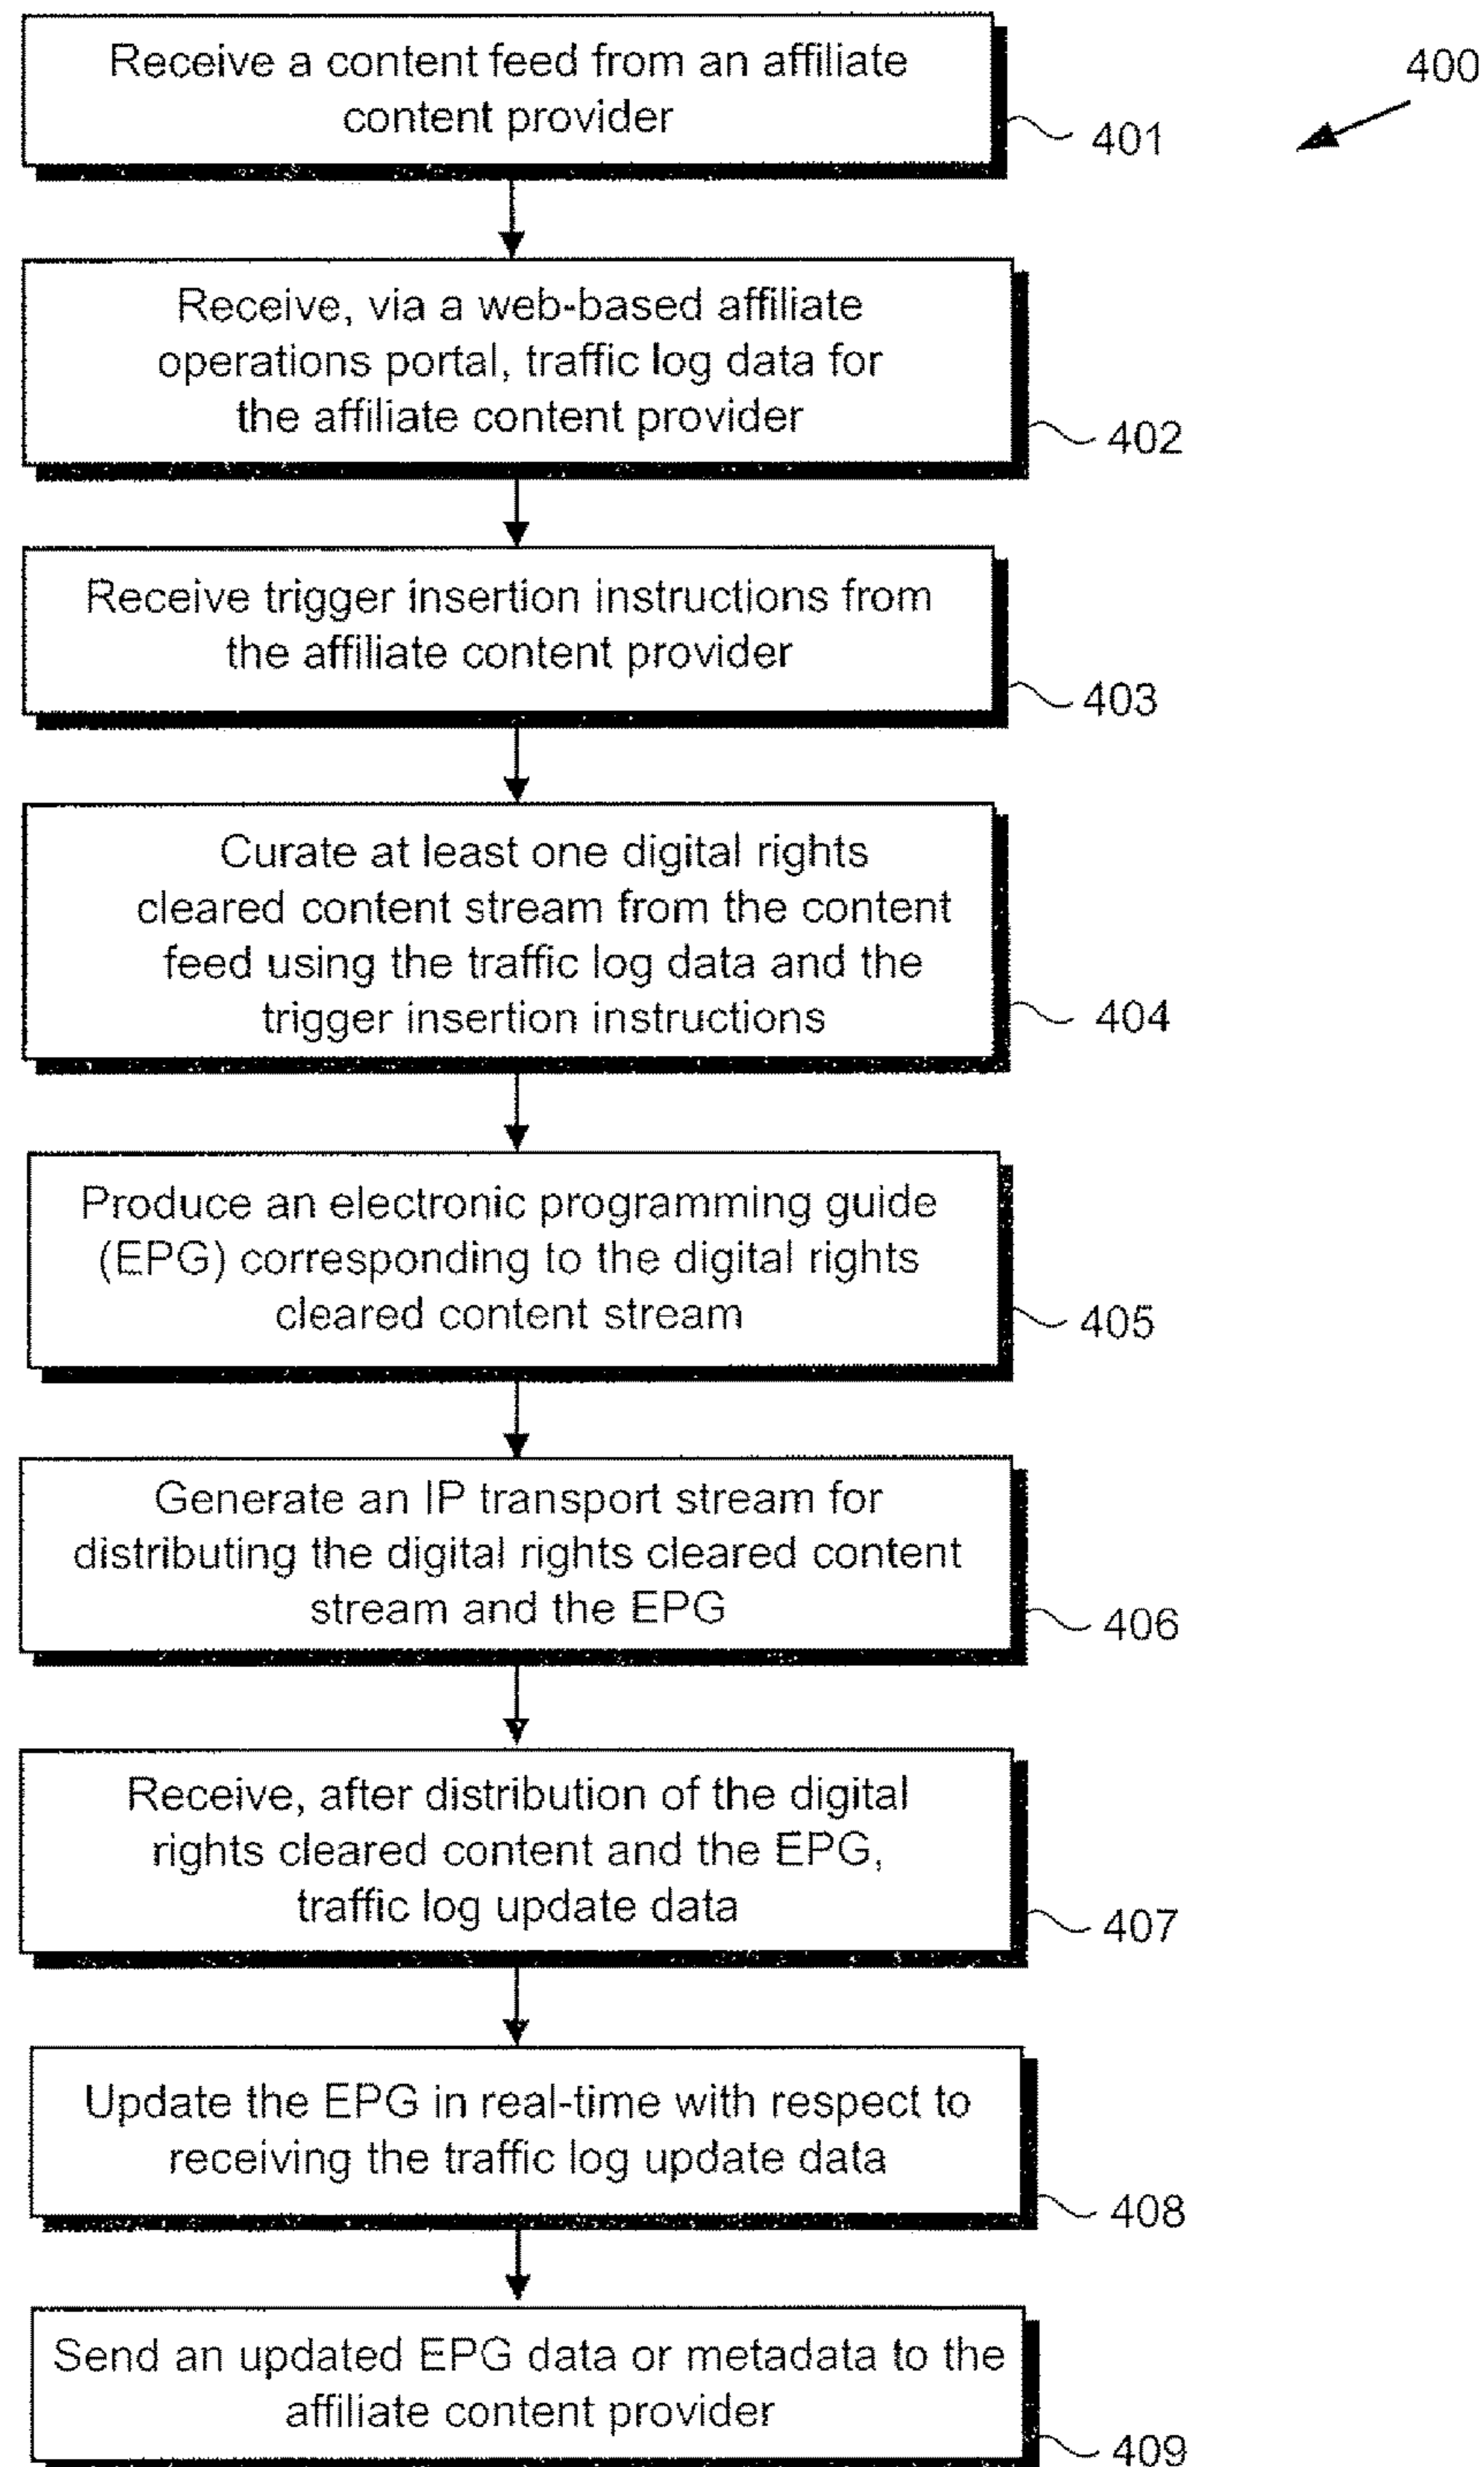 Receive a content feed from an affiliate
content provider
400
401
Receive, via a web-based affiliate
operations portal, traffic log data for
the affiliate content provider
402
Receive trigger insertion instructions from
the affiliate content provider
403
Curate at least one digital rights
cleared content stream from the content
feed using the traffic log data and the
trigger insertion instructions
404
Produce an electronic programming guide
(EPG) corresponding to the digital rights
cleared content stream
405
Generate an IP transport stream for
distributing the digital rights cleared content
stream and the EPG
406
Receive, after distribution of the digital
rights cleared content and the EPG,
traffic log update data
407
Update the EPG in real-time with respect to
receiving the traffic log update data
408
Send an updated EPG data or metadata to the
affiliate content provider
409